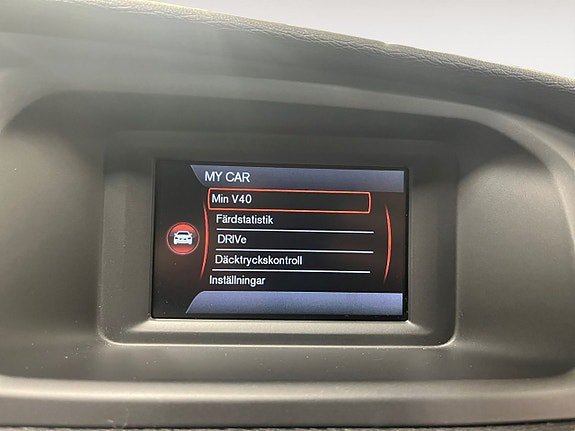 MY CAR
Min V40
Färdstatistik
DRIVe
Däcktryckskontroll
Inställningar